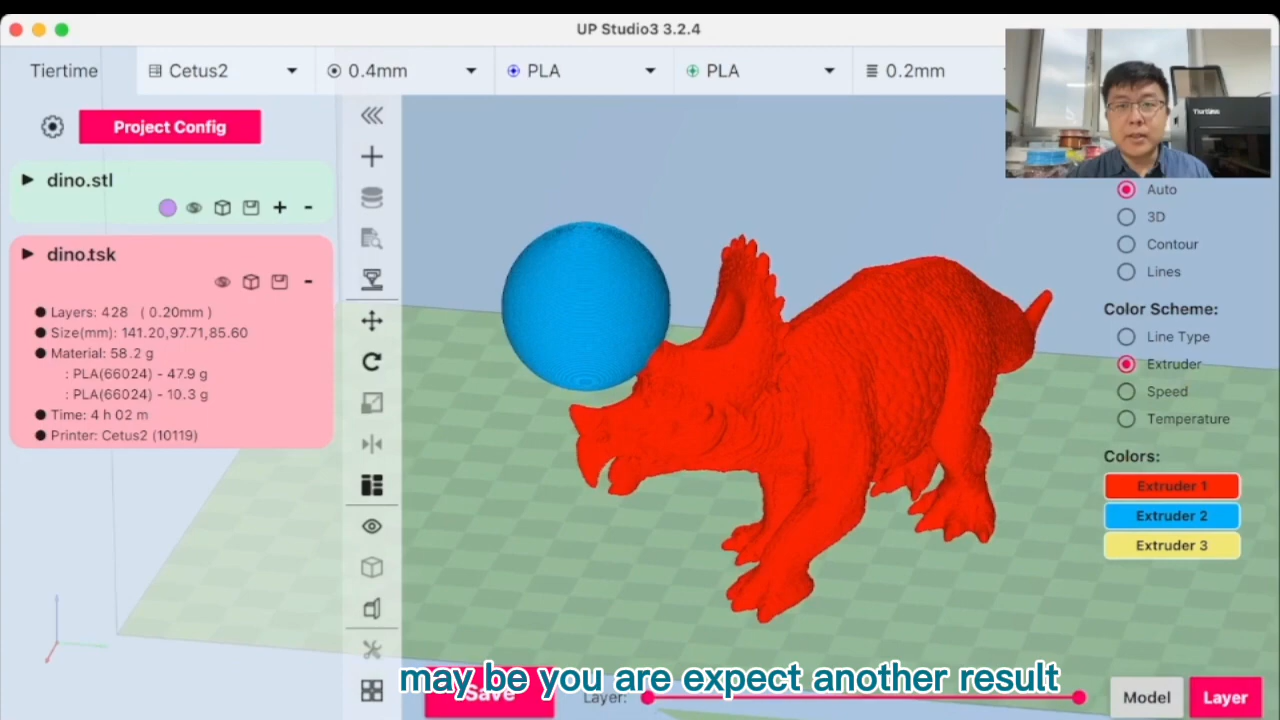 UP Studio3 3.2.4
Tiertime
Cetus2
0.4mm
PLA
PLA
0.2mm
Project Config
dino.stl
dino.tsk
Layers: 428 ( 0.20mm )
Size(mm): 141.20,97.71,85.60
Material: 58.2 g
: PLA(66024) - 47.9 g
: PLA(66024) - 10.3 g
Time: 4 h 02 m
Printer: Cetus2 (10119)
Tiertime
Auto
3D
Contour
Lines
Color Scheme:
Line Type
Extruder
Speed
Temperature
Colors:
Extruder 1
Extruder 2
Extruder 3
may be you are expect another result
Save
Layer:
Model
Layer